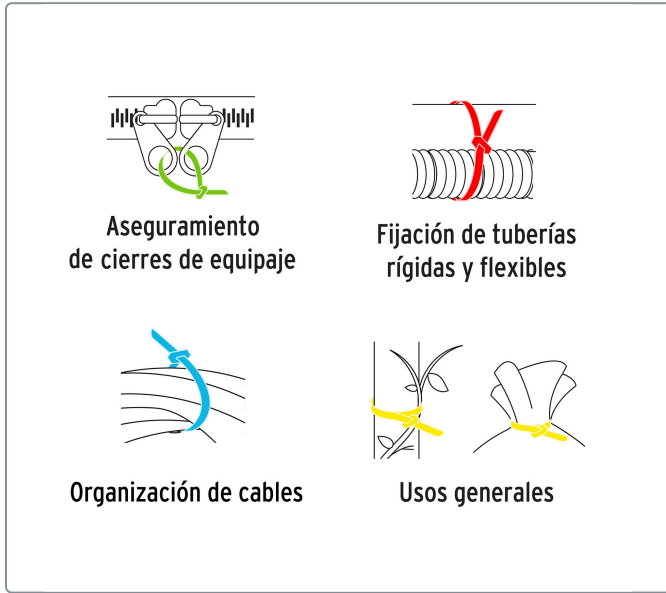 Aseguramiento
de cierres de equipaje
Fijación de tuberías
rígidas y flexibles
Organización de cables
Usos generales